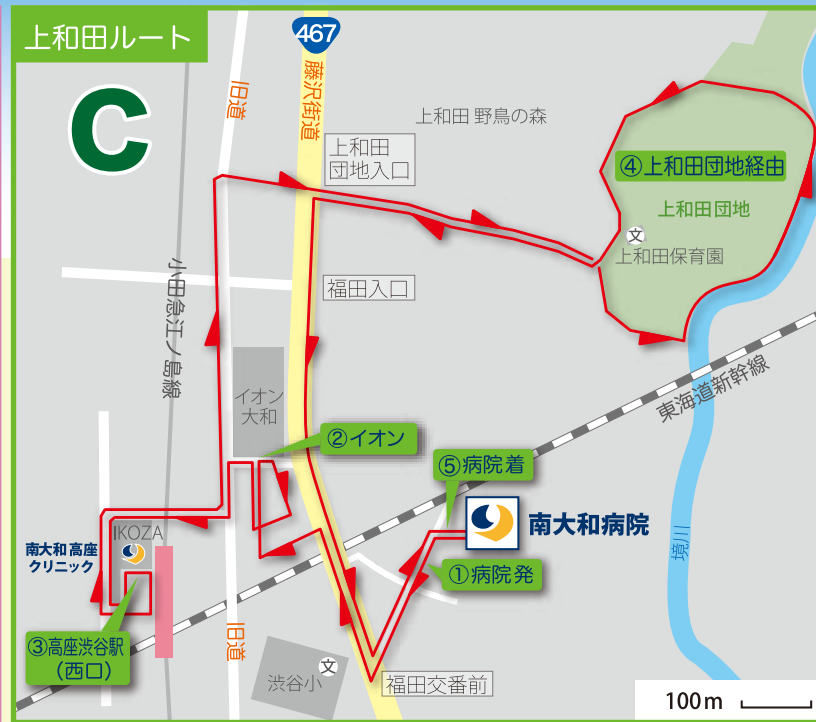 上和田ルート
C
467
藤沢街道
旧道
上和田 野鳥の森
上和田
団地入口
④上和田団地経由
上和田団地
文
上和田保育園
福田入口
小田急江ノ島線
イオン
大和
東海道新幹線
②イオン
⑤病院着
南大和病院
IKOZA
南大和 高座
クリニック
①病院発
境川
③高座渋谷駅
(西口)
旧道
渋谷小
文
福田交番前
100m